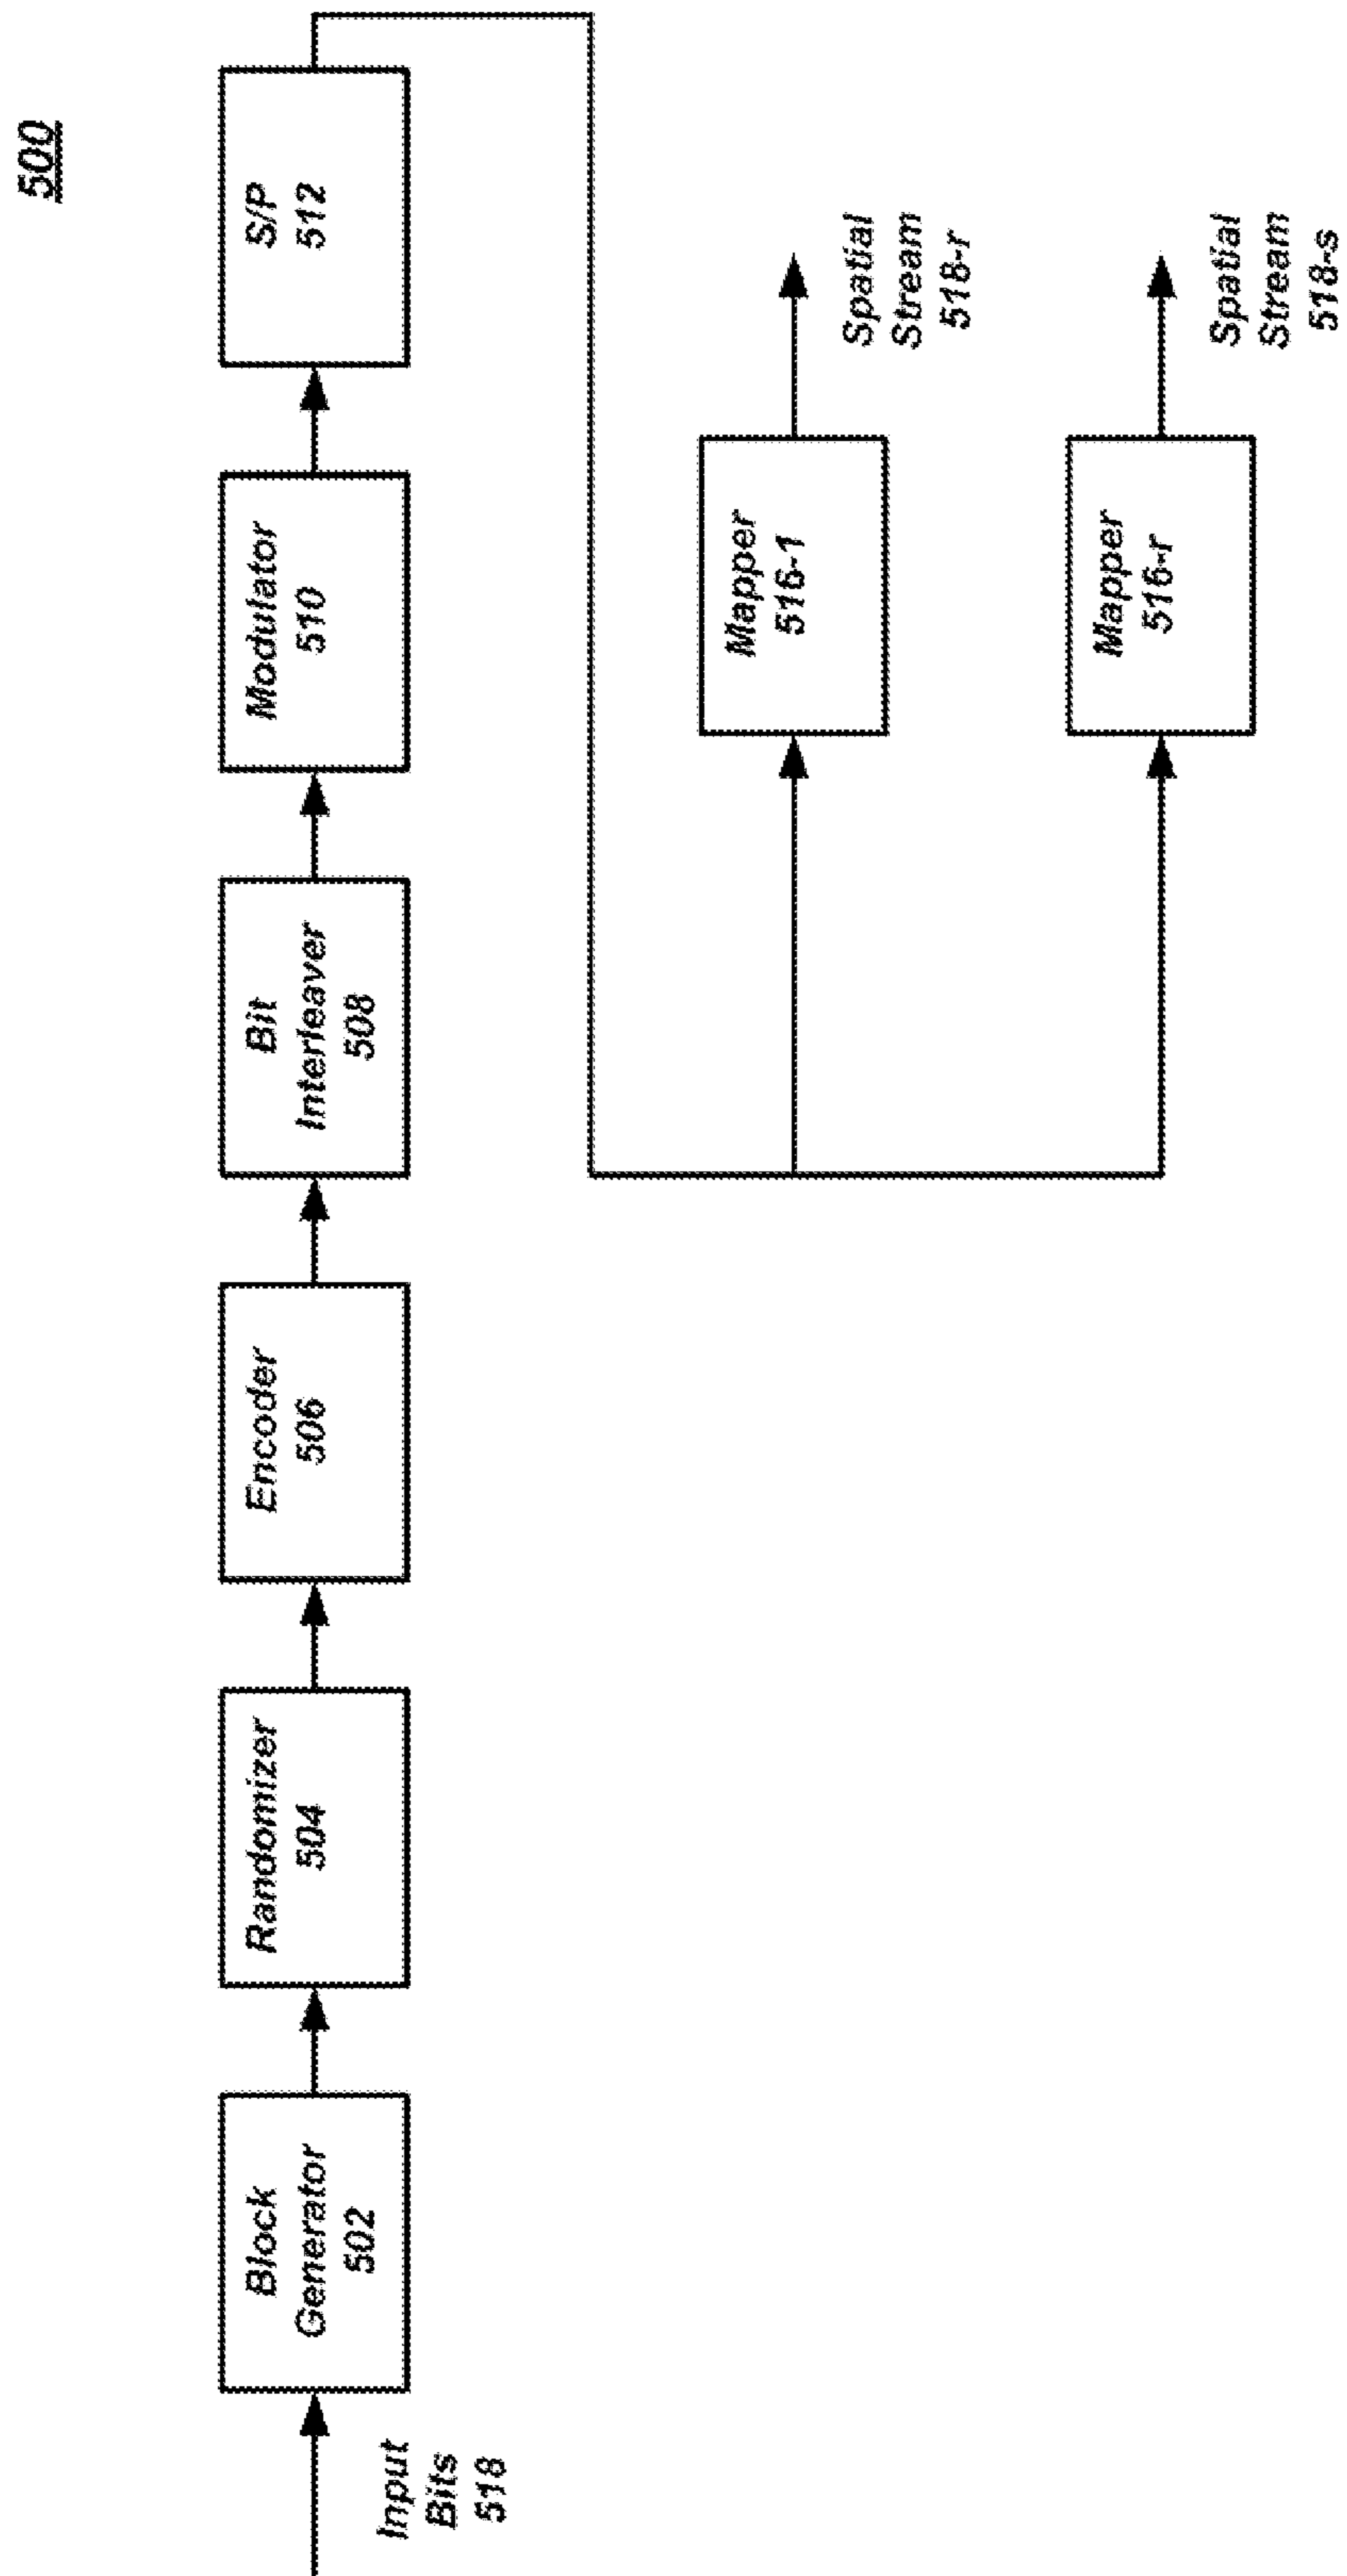 500
Input
Bits
518
Block
Generator
502
Randomizer
504
Encoder
506
Bit
Interleaver
508
Modulator
510
S/P
512
Mapper
516-1
Spatial
Stream
518-r
Mapper
516-r
Spatial
Stream
518-s